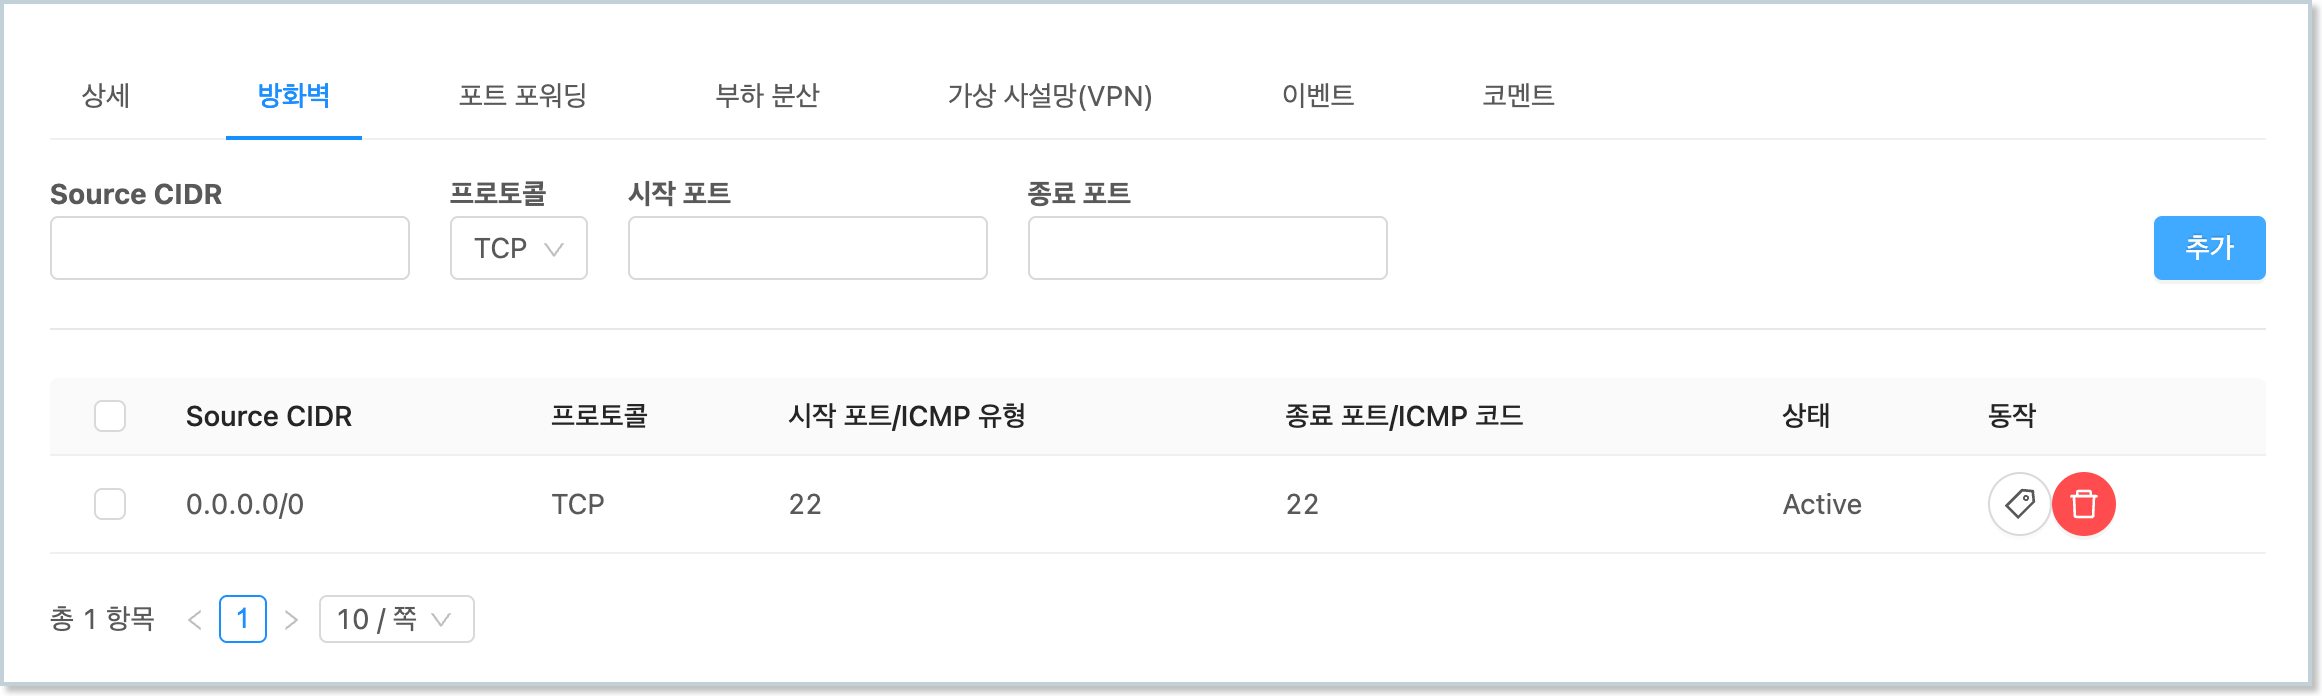 상세 방화벽 포트 포워딩 부하 분산 가상 사설망(VPN) 이벤트 코멘트
Source CIDR 프로토콜 시작 포트 종료 포트
TCP 추가
Source CIDR 프로토콜 시작 포트/ICMP 유형 종료 포트/ICMP 코드 상태 동작
0.0.0.0/0 TCP 22 22 Active
총 1 항목 < 1 > 10 / 쪽